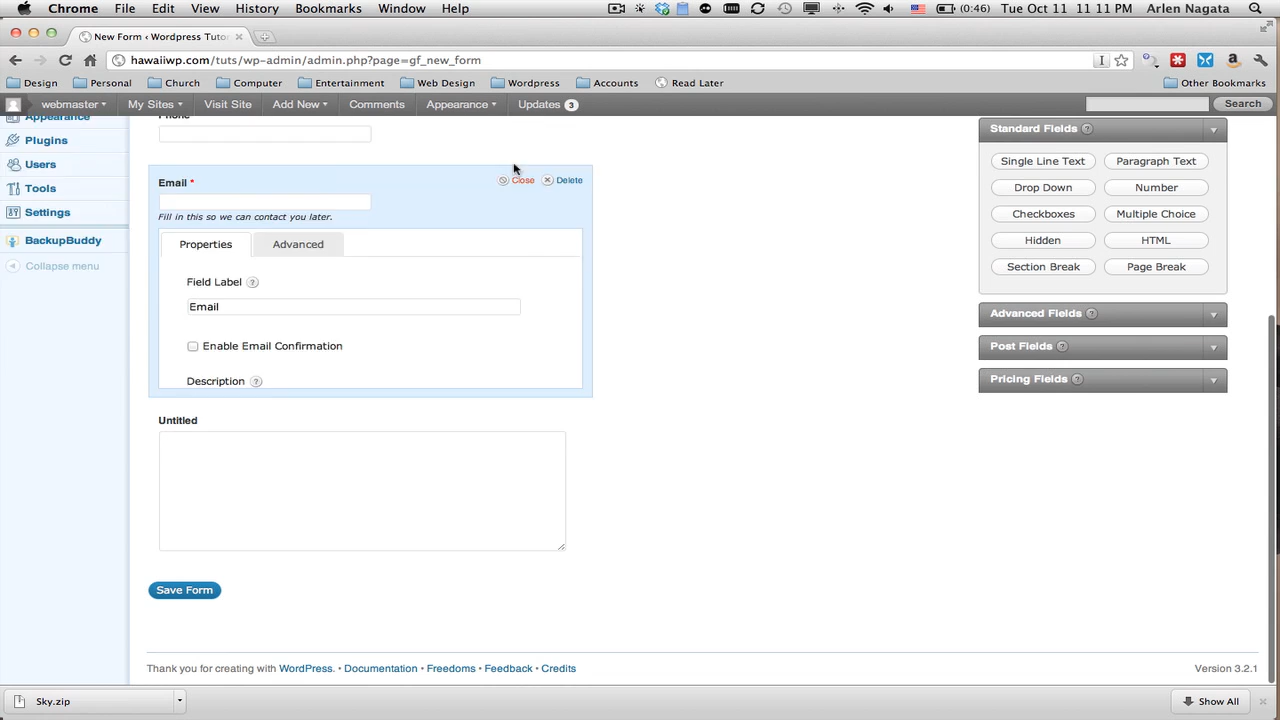 Chrome File Edit View History Bookmarks Window Help (0:46) Tue Oct 11 11:11 PM Arlen Nagata
New Form ‹ Wordpress Tutor
hawaiiwp.com/tuts/wp-admin/admin.php?page=gf_new_form
Design Personal Church Computer Entertainment Web Design Wordpress Accounts Read Later Other Bookmarks
webmaster My Sites Visit Site Add New Comments Appearance Updates 3 Search
Appearance
Plugins
Users
Tools
Settings
BackupBuddy
Collapse menu
Phone
Email *
Close Delete
Fill in this so we can contact you later.
Properties Advanced
Field Label ?
Email
Enable Email Confirmation
Description ?
Untitled
Save Form
Standard Fields ?
Single Line Text Paragraph Text
Drop Down Number
Checkboxes Multiple Choice
Hidden HTML
Section Break Page Break
Advanced Fields ?
Post Fields ?
Pricing Fields ?
Thank you for creating with WordPress. • Documentation • Freedoms • Feedback • Credits Version 3.2.1
Sky.zip Show All